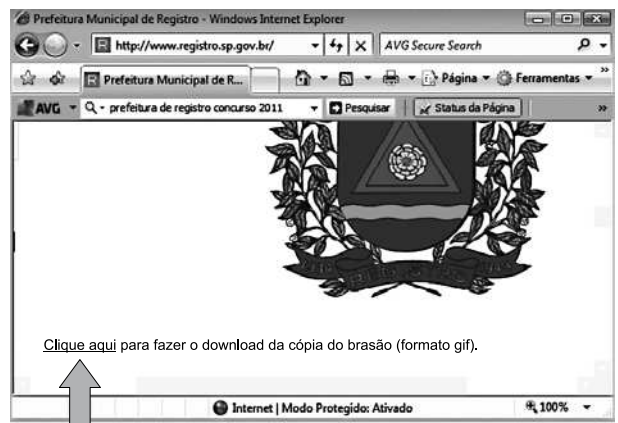 Prefeitura Municipal de Registro - Windows Internet Explorer
http://www.registro.sp.gov.br/ AVG Secure Search
Prefeitura Municipal de R... Página Ferramentas »
AVG prefeitura de registro concurso 2011 Pesquisar Status da Página »
Clique aqui para fazer o download da cópia do brasão (formato gif).
Internet | Modo Protegido: Ativado 100%